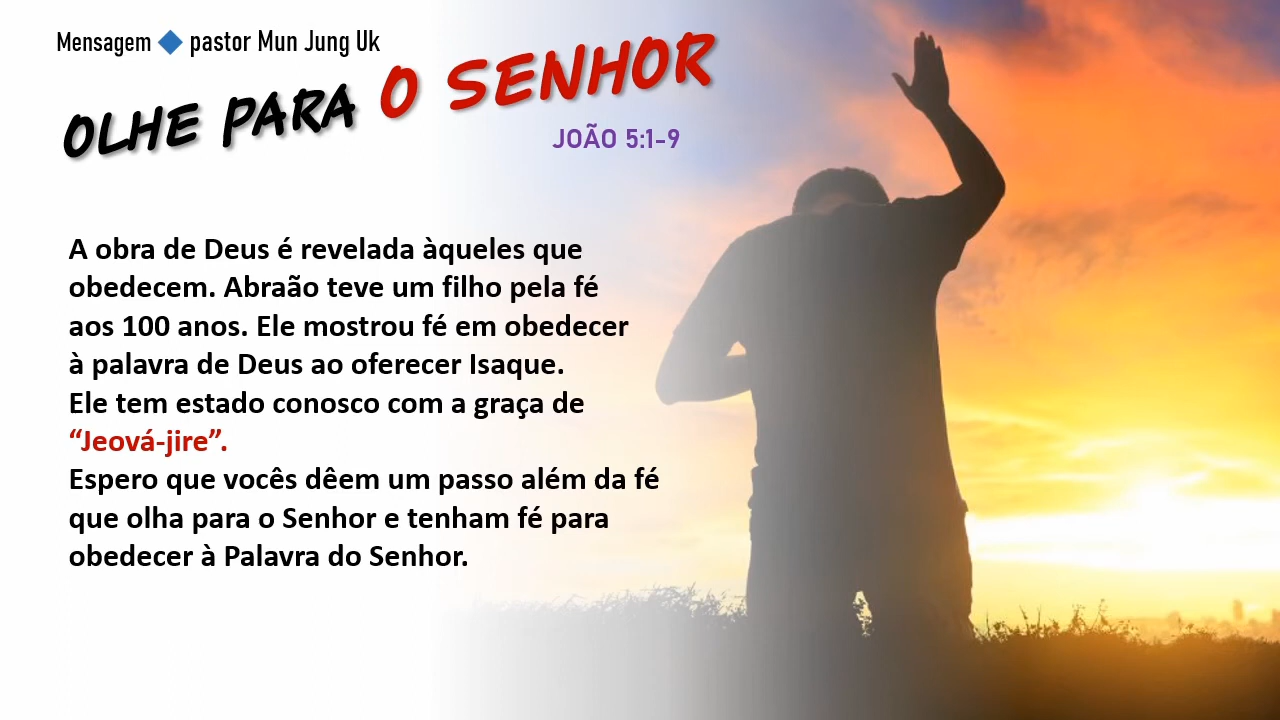 Mensagem 🔷 pastor Mun Jung Uk
OLHE PARA O SENHOR
JOÃO 5:1-9
A obra de Deus é revelada àqueles que
obedecem. Abraão teve um filho pela fé
aos 100 anos. Ele mostrou fé em obedecer
à palavra de Deus ao oferecer Isaque.
Ele tem estado conosco com a graça de
“Jeová-jire”.
Espero que vocês dêem um passo além da fé
que olha para o Senhor e tenham fé para
obedecer à Palavra do Senhor.